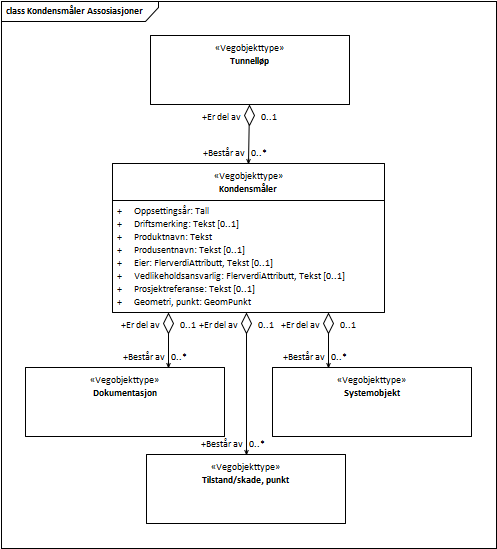 class Kondensmåler Assosiasjoner
«Vegobjekttype»
Tunnelløp
+Er del av 0..1
+Består av 0..*
«Vegobjekttype»
Kondensmåler
+ Oppsettingsår: Tall
+ Driftsmerking: Tekst [0..1]
+ Produktnavn: Tekst
+ Produsentnavn: Tekst [0..1]
+ Eier: FlerverdiAttributt, Tekst [0..1]
+ Vedlikeholdsansvarlig: FlerverdiAttributt, Tekst [0..1]
+ Prosjektreferanse: Tekst [0..1]
+ Geometri, punkt: GeomPunkt
+Er del av 0..1 +Er del av 0..1 +Er del av 0..1
+Består av 0..* +Består av 0..*
«Vegobjekttype»
Dokumentasjon
«Vegobjekttype»
Systemobjekt
+Består av 0..*
«Vegobjekttype»
Tilstand/skade, punkt